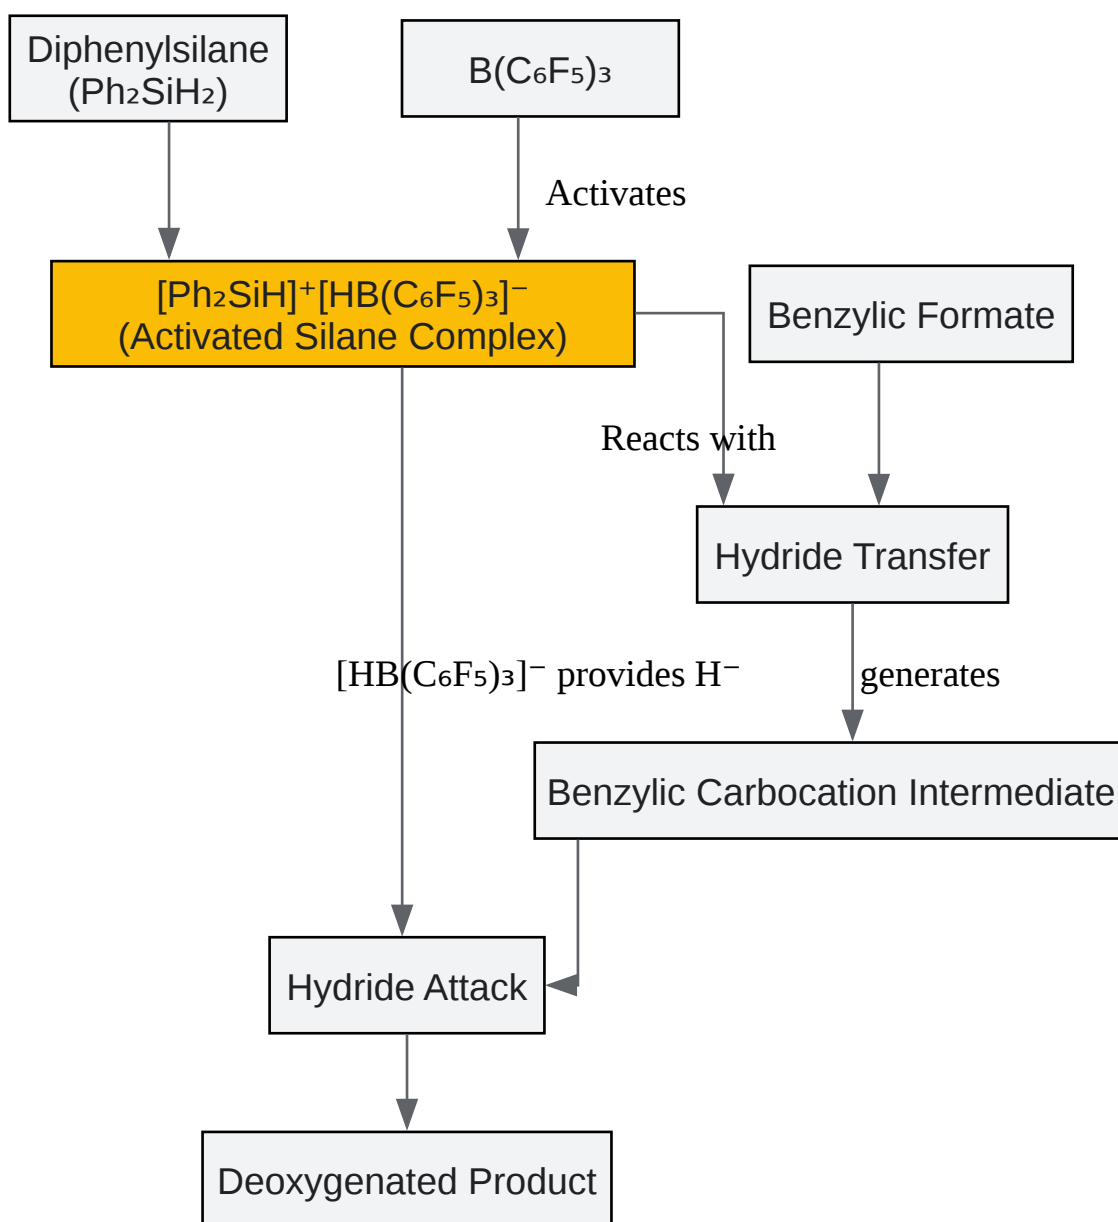 Diphenylsilane
(Ph₂SiH₂)
B(C₆F₅)₃
Activates
[Ph₂SiH]⁺[HB(C₆F₅)₃]⁻
(Activated Silane Complex)
Benzylic Formate
Reacts with
Hydride Transfer
[HB(C₆F₅)₃]⁻ provides H⁻
generates
Benzylic Carbocation Intermediate
Hydride Attack
Deoxygenated Product